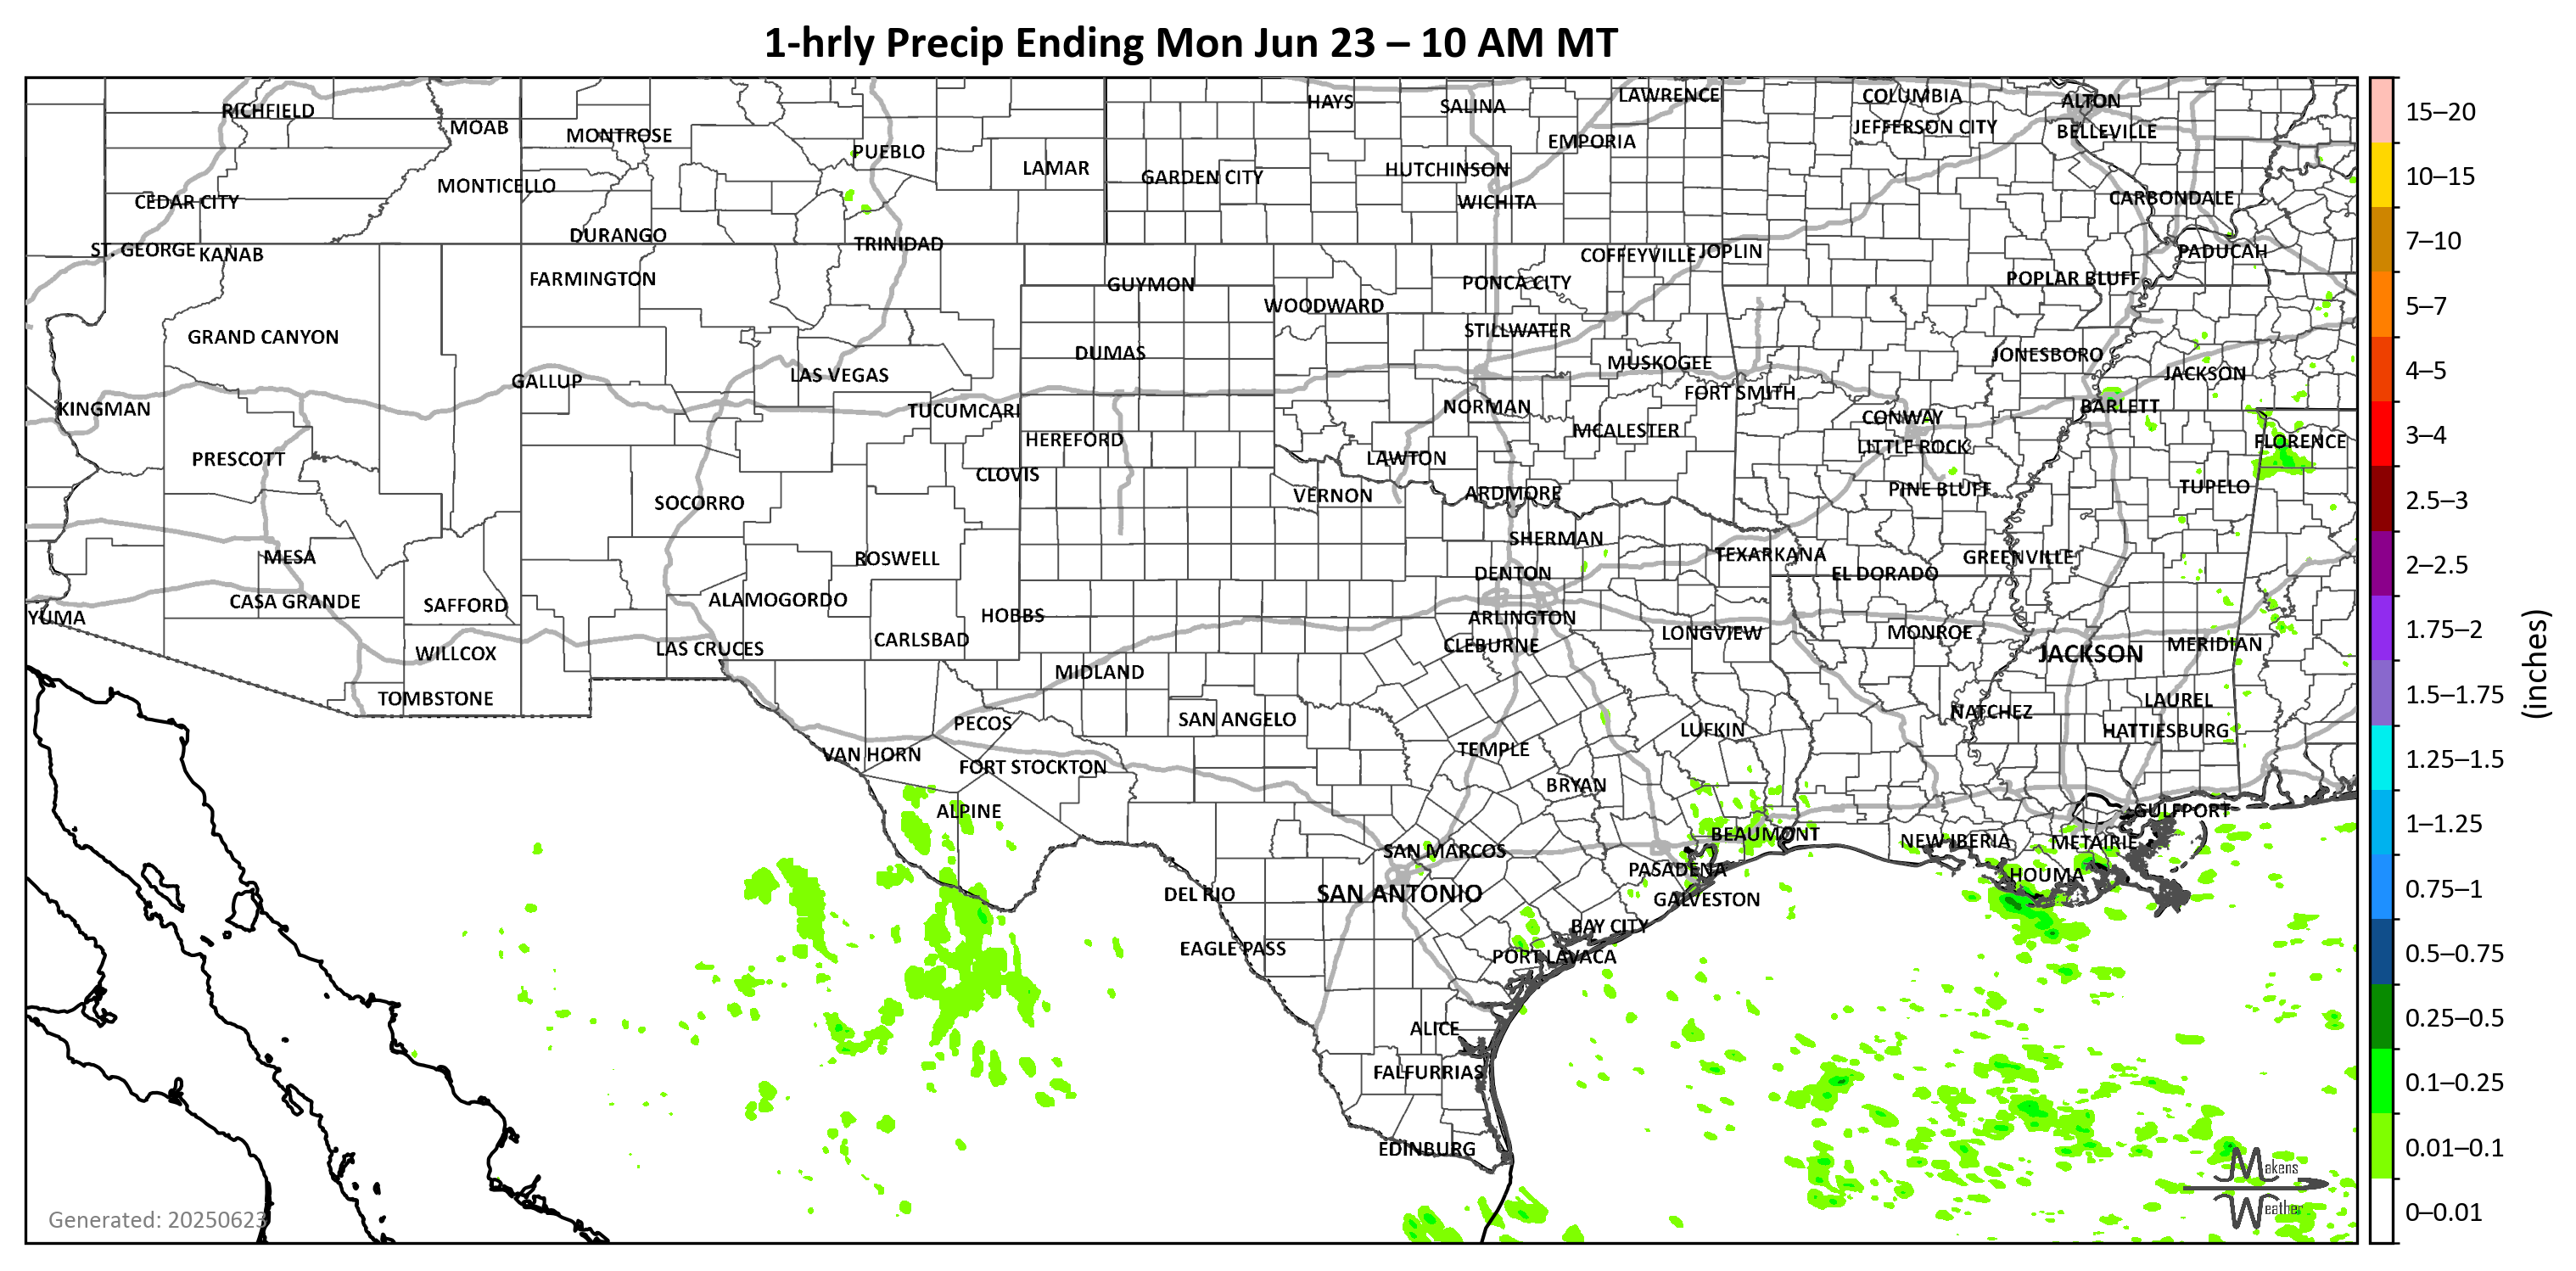 1-hrly Precip Ending Mon Jun 23 – 10 AM MT
RICHFIELD
MOAB
MONTROSE
PUEBLO
LAMAR
HAYS
SALINA
LAWRENCE
COLUMBIA
ALTON
JEFFERSON CITY
BELLEVILLE
EMPORIA
HUTCHINSON
GARDEN CITY
WICHITA
MONTICELLO
CEDAR CITY
CARBONDALE
DURANGO
TRINIDAD
ST. GEORGE
KANAB
COFFEYVILLE
JOPLIN
PADUCAH
FARMINGTON
GUYMON
PONCA CITY
POPLAR BLUFF
WOODWARD
GRAND CANYON
STILLWATER
DUMAS
JONESBORO
MUSKOGEE
GALLUP
LAS VEGAS
JACKSON
FORT SMITH
KINGMAN
TUCUMCARI
NORMAN
BARLETT
CONWAY
HEREFORD
MCALESTER
LITTLE ROCK
FLORENCE
PRESCOTT
CLOVIS
LAWTON
SOCORRO
VERNON
ARDMORE
PINE BLUFF
TUPELO
MESA
ROSWELL
SHERMAN
TEXARKANA
GREENVILLE
DENTON
EL DORADO
CASA GRANDE
SAFFORD
ALAMOGORDO
HOBBS
YUMA
ARLINGTON
CARLSBAD
LONGVIEW
MONROE
WILLCOX
LAS CRUCES
CLEBURNE
JACKSON
MERIDIAN
MIDLAND
TOMBSTONE
PECOS
SAN ANGELO
NATCHEZ
LAUREL
LUFKIN
HATTIESBURG
VAN HORN
TEMPLE
FORT STOCKTON
BRYAN
ALPINE
GULFPORT
BEAUMONT
SAN MARCOS
NEW IBERIA
METAIRIE
PASADENA
HOUMA
DEL RIO
SAN ANTONIO
GALVESTON
BAY CITY
EAGLE PASS
PORT LAVACA
ALICE
FALFURRIAS
EDINBURG
Generated: 20250623
Makens
Weather
15–20
10–15
7–10
5–7
4–5
3–4
2.5–3
2–2.5
1.75–2
1.5–1.75
1.25–1.5
1–1.25
0.75–1
0.5–0.75
0.25–0.5
0.1–0.25
0.01–0.1
0–0.01
(inches)